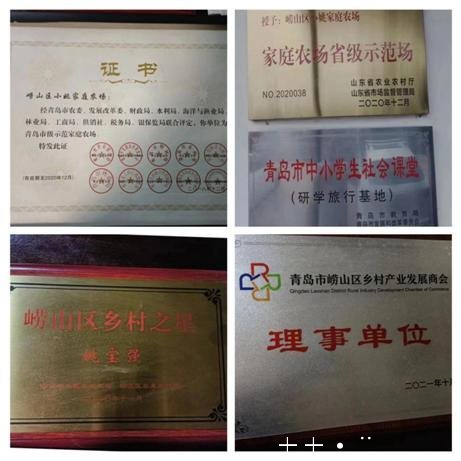 证书
崂山区小姚家庭农场：
经青岛市农委、发展改革委、财政局、水利局、海洋与渔业局、
林业局、工商局、供销社、税务局、银保监局联合评定，你单位为
青岛市级示范家庭农场。
特发此证
授予：崂山区小姚家庭农场
家庭农场省级示范场
NO.2020038
山东省农业农村厅
山东省市场监督管理局
二〇二〇年十二月
青岛市中小学生社会课堂
（研学旅行基地）
青岛市教育局
崂山区乡村之星
姚宝强
青岛市崂山区乡村产业发展商会
Qingdao Laoshan District Rural Industry Development Chamber of Commerce
理事单位
二〇二一年十月